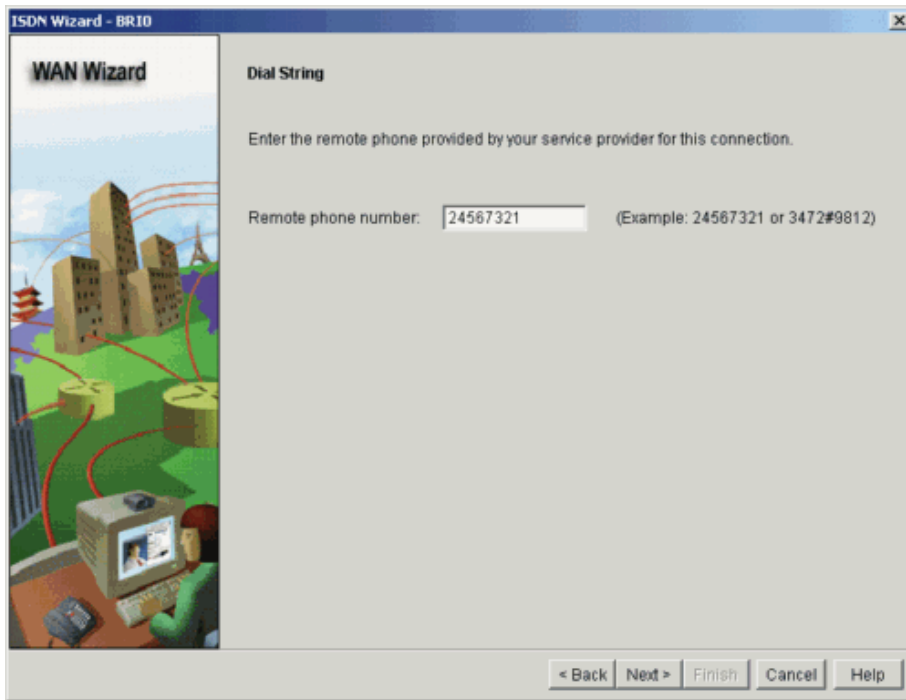 ISDN Wizard - BRI0
WAN Wizard
Dial String
Enter the remote phone provided by your service provider for this connection.
Remote phone number: 24567321 (Example: 24567321 or 3472#9812)
< Back Next > Finish Cancel Help